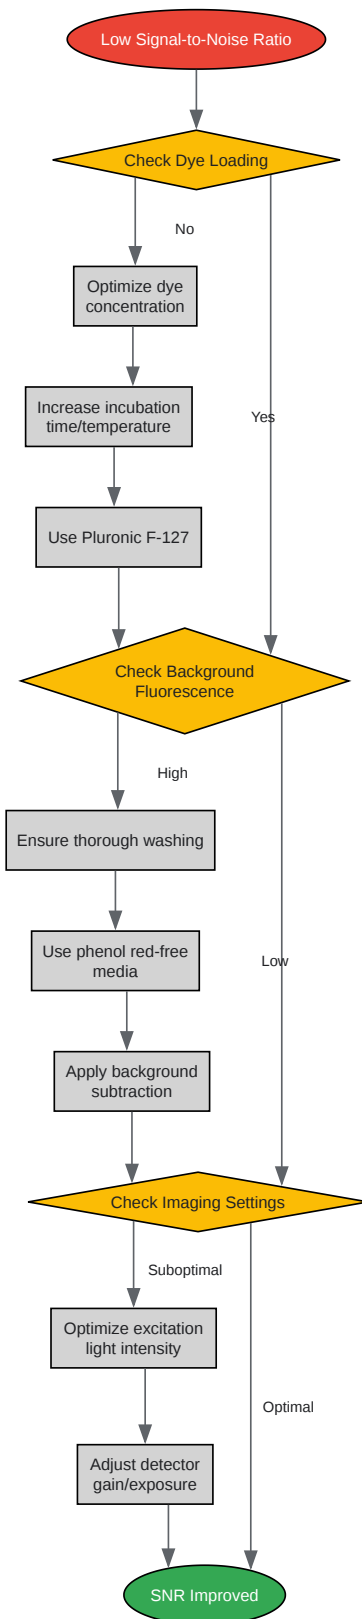 Low Signal-to-Noise Ratio
Check Dye Loading
No
Optimize dye
concentration
Increase incubation
time/temperature
Yes
Use Pluronic F-127
Check Background
Fluorescence
High
Ensure thorough washing
Use phenol red-free
media
Low
Apply background
subtraction
Check Imaging Settings
Suboptimal
Optimize excitation
light intensity
Optimal
Adjust detector
gain/exposure
SNR Improved